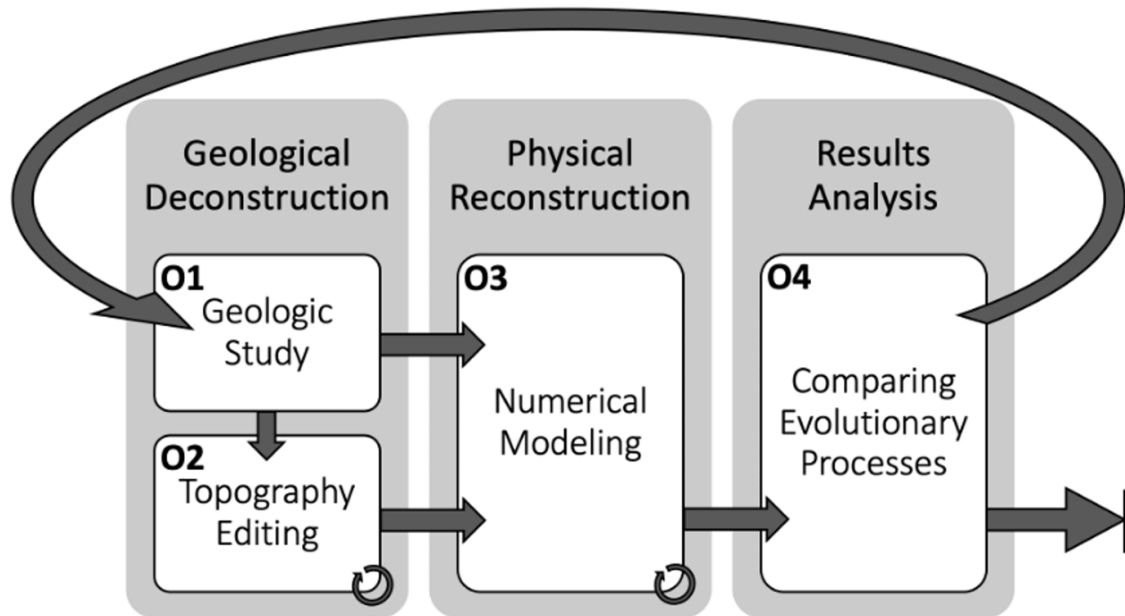 Geological
Deconstruction
O1
Geologic
Study
O2
Topography
Editing
Physical
Reconstruction
O3
Numerical
Modeling
Results
Analysis
O4
Comparing
Evolutionary
Processes